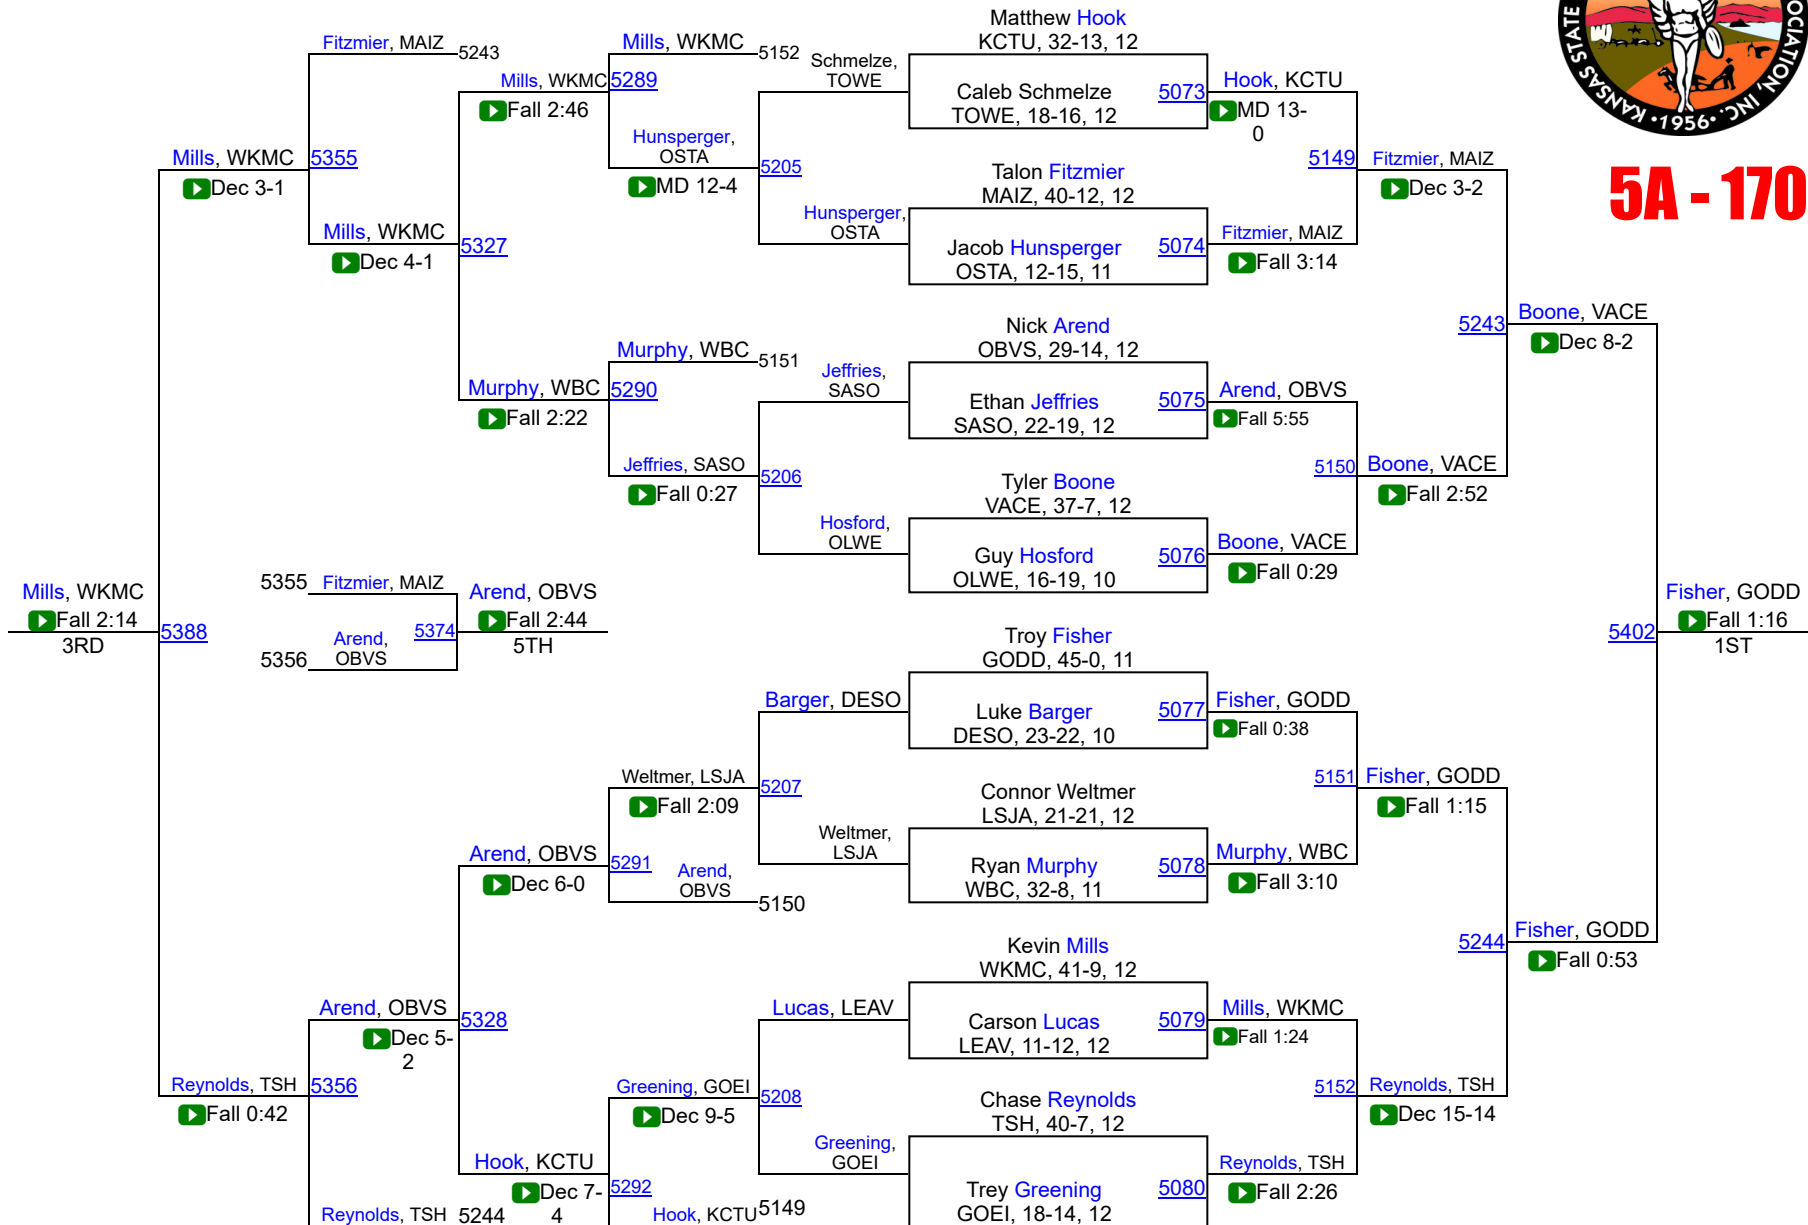 Fitzmier, MAIZ
5243
Mills, WKMC
5289
Fall 2:46
Mills, WKMC
5152
Hunsperger,
OSTA
MD 12-4
Schmelze,
TOWE
5205
Hunsperger,
OSTA
Matthew Hook
KCTU, 32-13, 12
Caleb Schmelze
TOWE, 18-16, 12
5073
Hook, KCTU
MD 13-
0
Talon Fitzmier
MAIZ, 40-12, 12
Jacob Hunsperger
OSTA, 12-15, 11
5074
Fitzmier, MAIZ
Fall 3:14
5149
Fitzmier, MAIZ
Dec 3-2
KANSAS STATE
OCIATION, INC.
•1956•
5A - 170
Mills, WKMC
Dec 3-1
5355
Mills, WKMC
Dec 4-1
5327
Murphy, WBC
5151
Murphy, WBC
5290
Fall 2:22
Jeffries, SASO
Fall 0:27
Jeffries,
SASO
5206
Hosford,
OLWE
Nick Arend
OBVS, 29-14, 12
Ethan Jeffries
SASO, 22-19, 12
5075
Arend, OBVS
Fall 5:55
Tyler Boone
VACE, 37-7, 12
Guy Hosford
OLWE, 16-19, 10
5076
Boone, VACE
Fall 0:29
5150
Boone, VACE
Fall 2:52
5243
Boone, VACE
Dec 8-2
Mills, WKMC
Fall 2:14
3RD
5388
5355
Fitzmier, MAIZ
5356
Arend,
OBVS
5374
Arend, OBVS
Fall 2:44
5TH
5402
Fisher, GODD
Fall 1:16
1ST
Barger, DESO
Weltmer, LSJA
Fall 2:09
5207
Weltmer,
LSJA
Troy Fisher
GODD, 45-0, 11
Luke Barger
DESO, 23-22, 10
5077
Fisher, GODD
Fall 0:38
Connor Weltmer
LSJA, 21-21, 12
Ryan Murphy
WBC, 32-8, 11
5078
Murphy, WBC
Fall 3:10
5151
Fisher, GODD
Fall 1:15
Arend, OBVS
Dec 6-0
5291
Arend,
OBVS
5150
5244
Fisher, GODD
Fall 0:53
Arend, OBVS
Dec 5-
2
5328
Lucas, LEAV
Kevin Mills
WKMC, 41-9, 12
Carson Lucas
LEAV, 11-12, 12
5079
Mills, WKMC
Fall 1:24
Reynolds, TSH
Fall 0:42
5356
Greening, GOEI
Dec 9-5
5208
Greening,
GOEI
Chase Reynolds
TSH, 40-7, 12
Trey Greening
GOEI, 18-14, 12
5080
Reynolds, TSH
Fall 2:26
5152
Reynolds, TSH
Dec 15-14
Hook, KCTU
Dec 7-
4
5292
Reynolds, TSH
5244
Hook, KCTU
5149